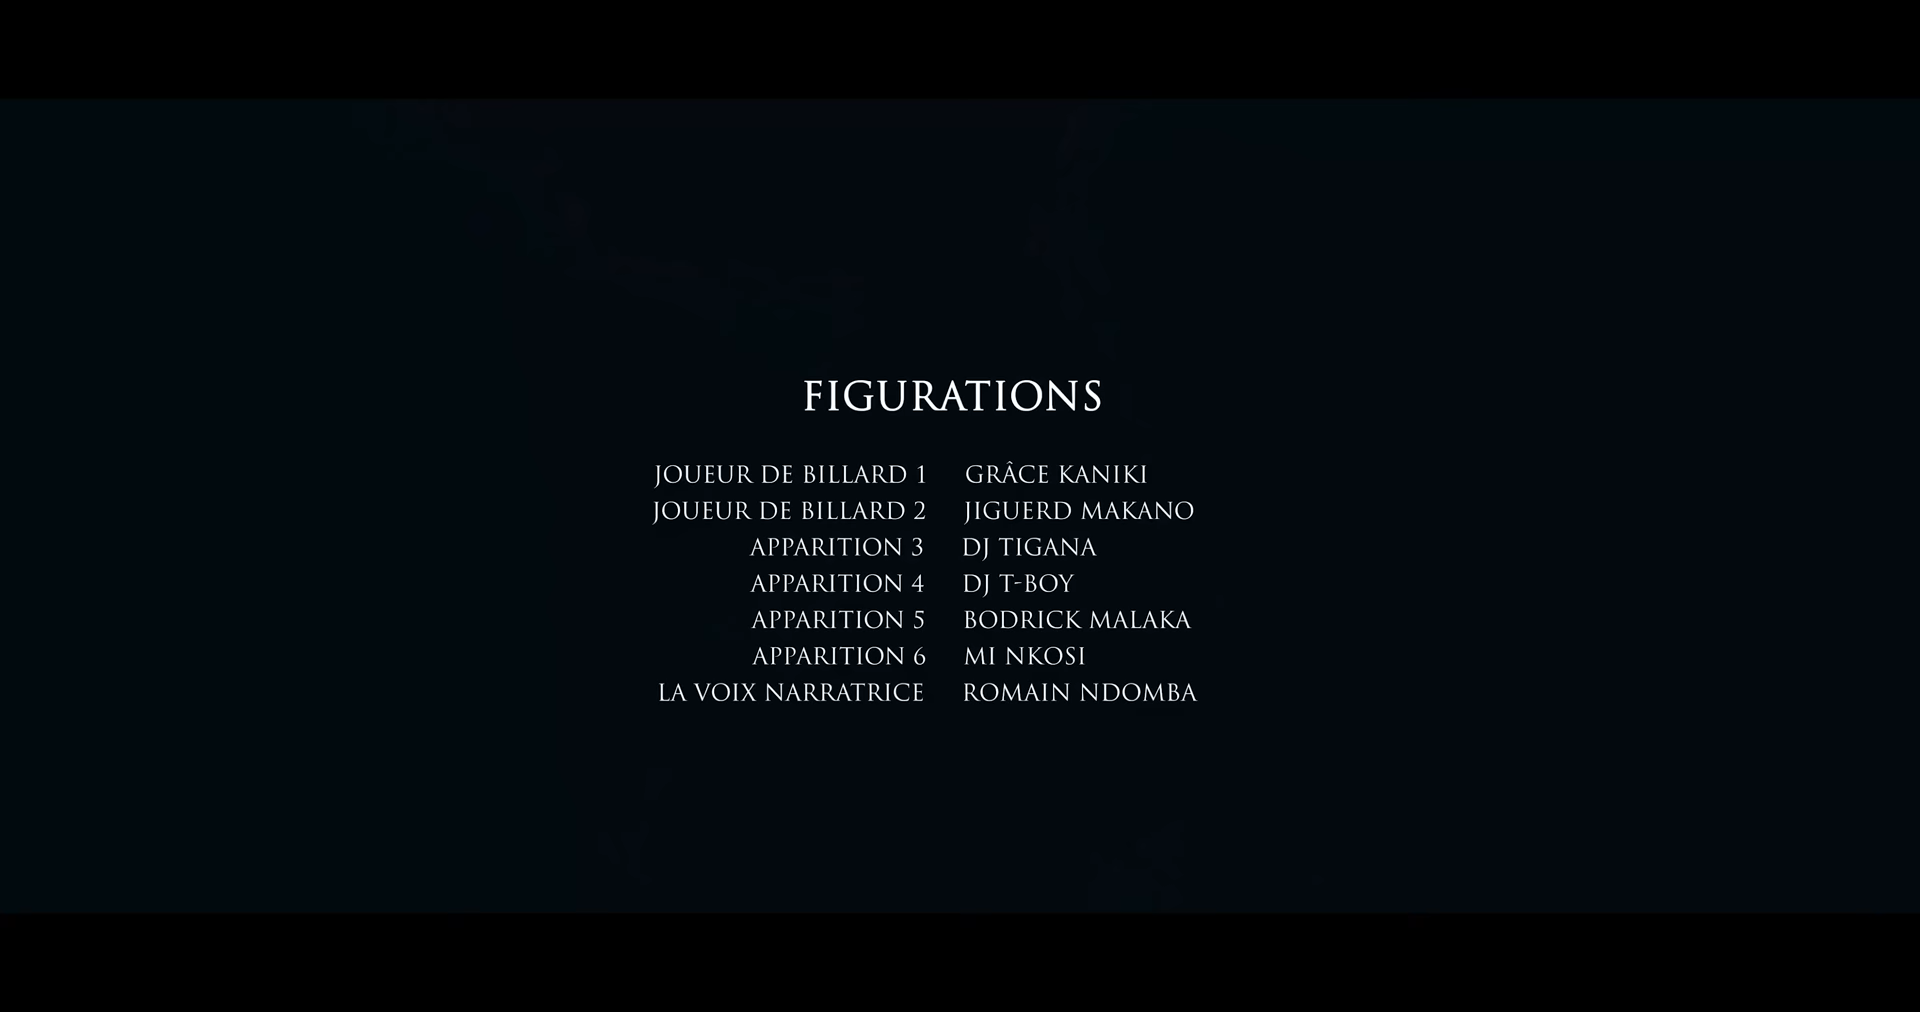 FIGURATIONS
JOUEUR DE BILLARD 1 GRÂCE KANIKI
JOUEUR DE BILLARD 2 JIGUERD MAKANO
APPARITION 3 DJ TIGANA
APPARITION 4 DJ T-BOY
APPARITION 5 BODRICK MALAKA
APPARITION 6 MI NKOSI
LA VOIX NARRATRICE ROMAIN NDOMBA